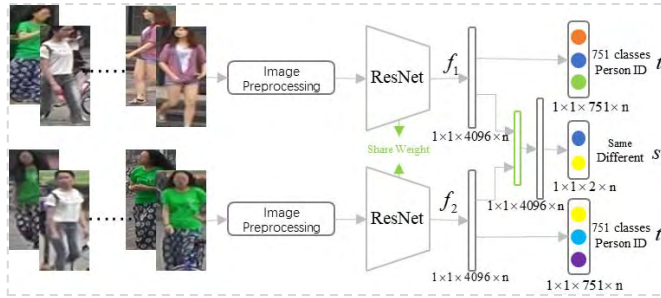 Image
Preprocessing
ResNet
f₁
1×1×4096×n
751 classes
Person ID
t
1×1×751×n
Share Weight
Same
Different
s
1×1×2×n
1×1×4096×n
Image
Preprocessing
ResNet
f₂
1×1×4096×n
751 classes
Person ID
t
1×1×751×n